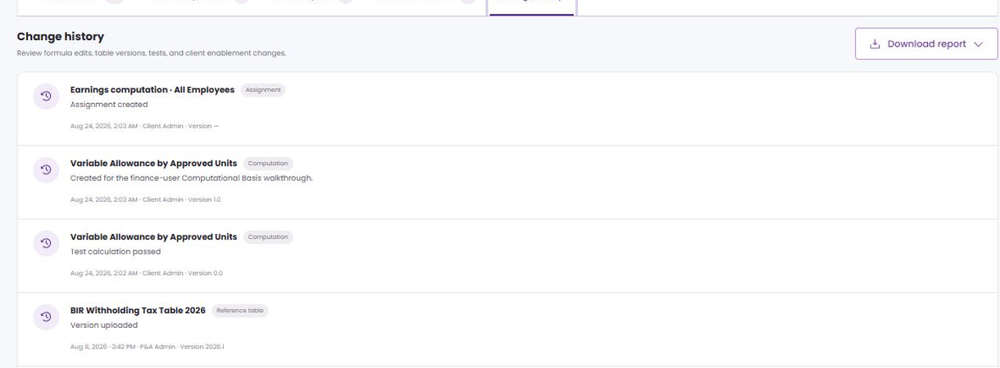 Change history
Review formula edits, table versions, tests, and client enablement changes.
Download report
Earnings computation · All Employees Assignment
Assignment created
Aug 24, 2026, 2:03 AM · Client Admin · Version —
Variable Allowance by Approved Units Computation
Created for the finance-user Computational Basis walkthrough.
Aug 24, 2026, 2:03 AM · Client Admin · Version 1.0
Variable Allowance by Approved Units Computation
Test calculation passed
Aug 24, 2026, 2:02 AM · Client Admin · Version 0.0
BIR Withholding Tax Table 2026 Reference table
Version uploaded
Aug 8, 2026 · 3:42 PM · P&A Admin · Version 2026.1